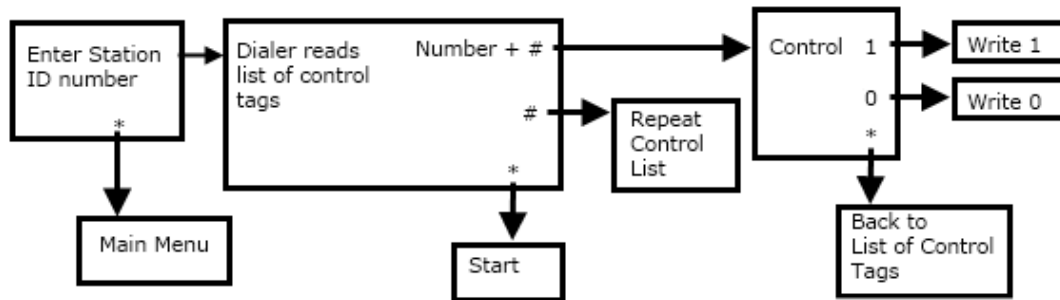 Enter Station
ID number
*
Main Menu
Dialer reads
list of control
tags
Number + #
#
*
Repeat
Control
List
Start
Control 1
0
*
Write 1
Write 0
Back to
List of Control
Tags